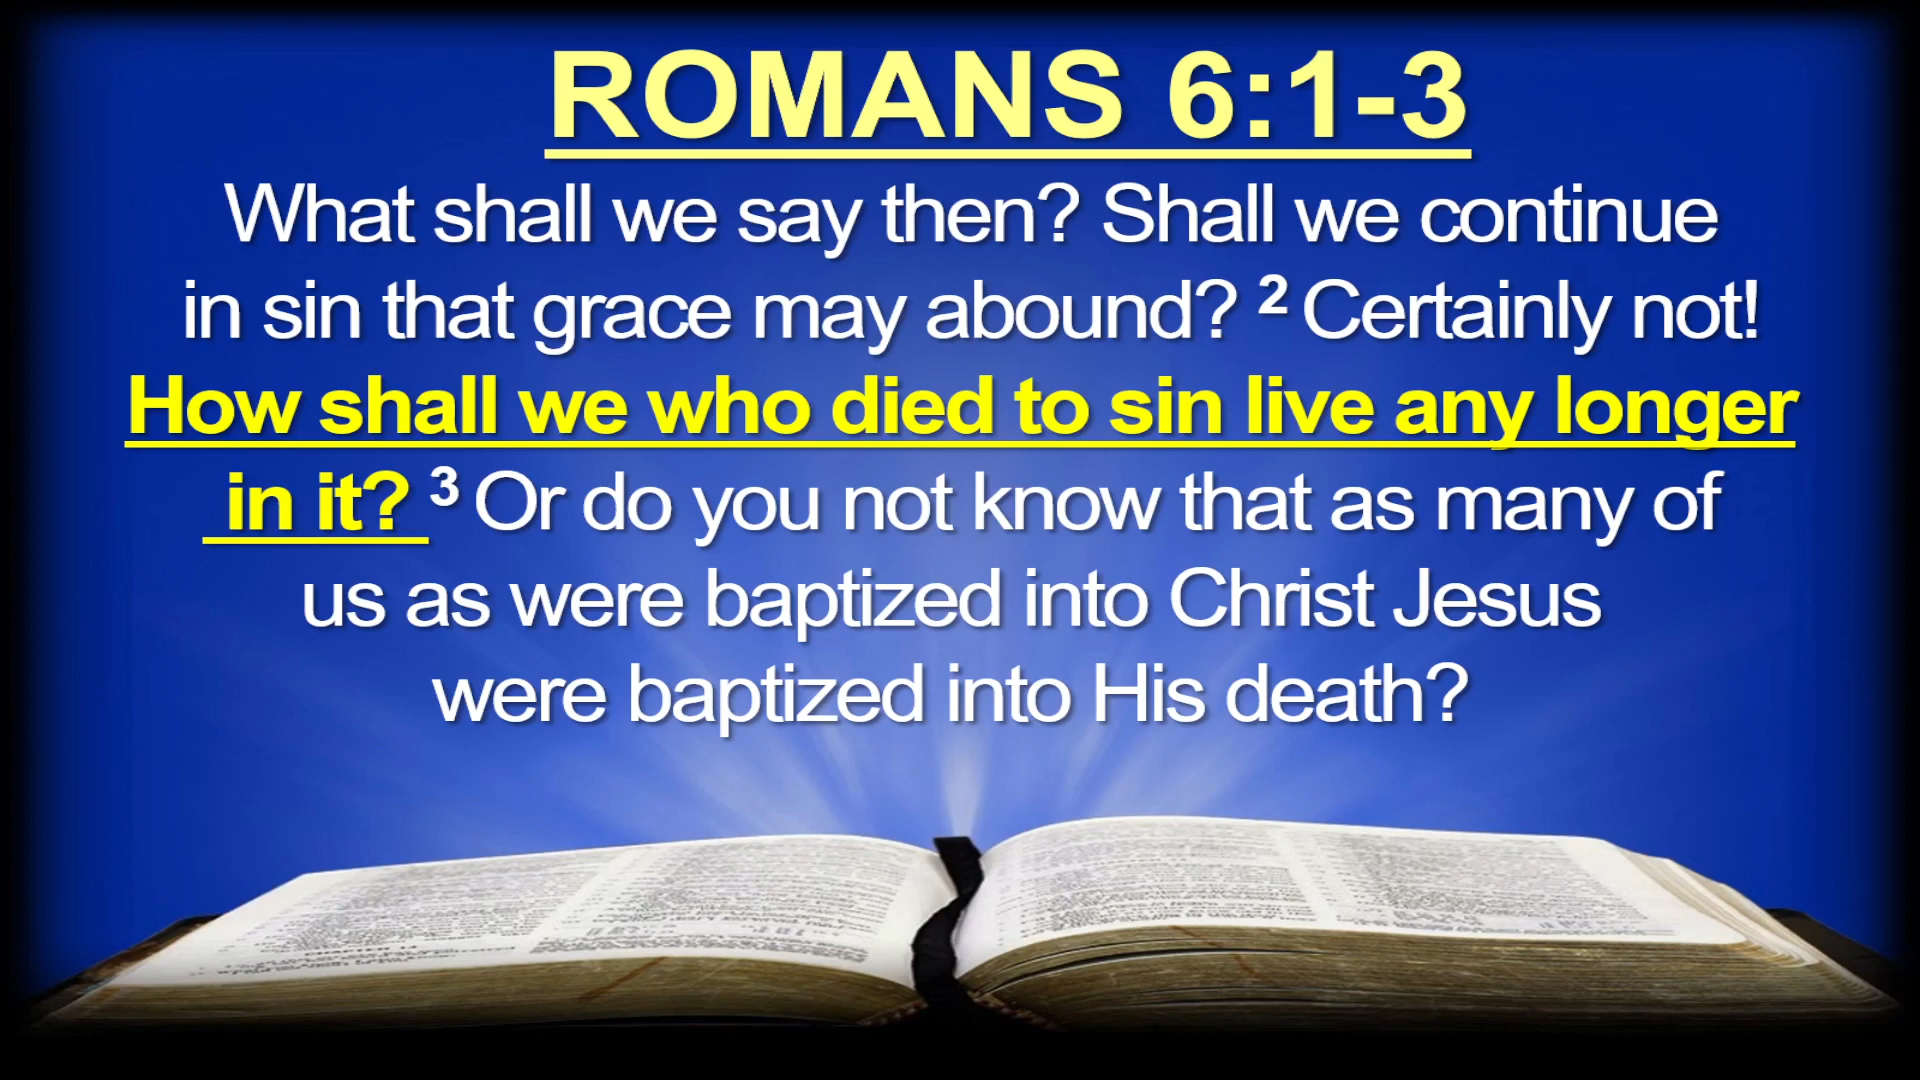 ROMANS 6:1-3
What shall we say then? Shall we continue
in sin that grace may abound? ² Certainly not!
How shall we who died to sin live any longer
in it? ³ Or do you not know that as many of
us as were baptized into Christ Jesus
were baptized into His death?